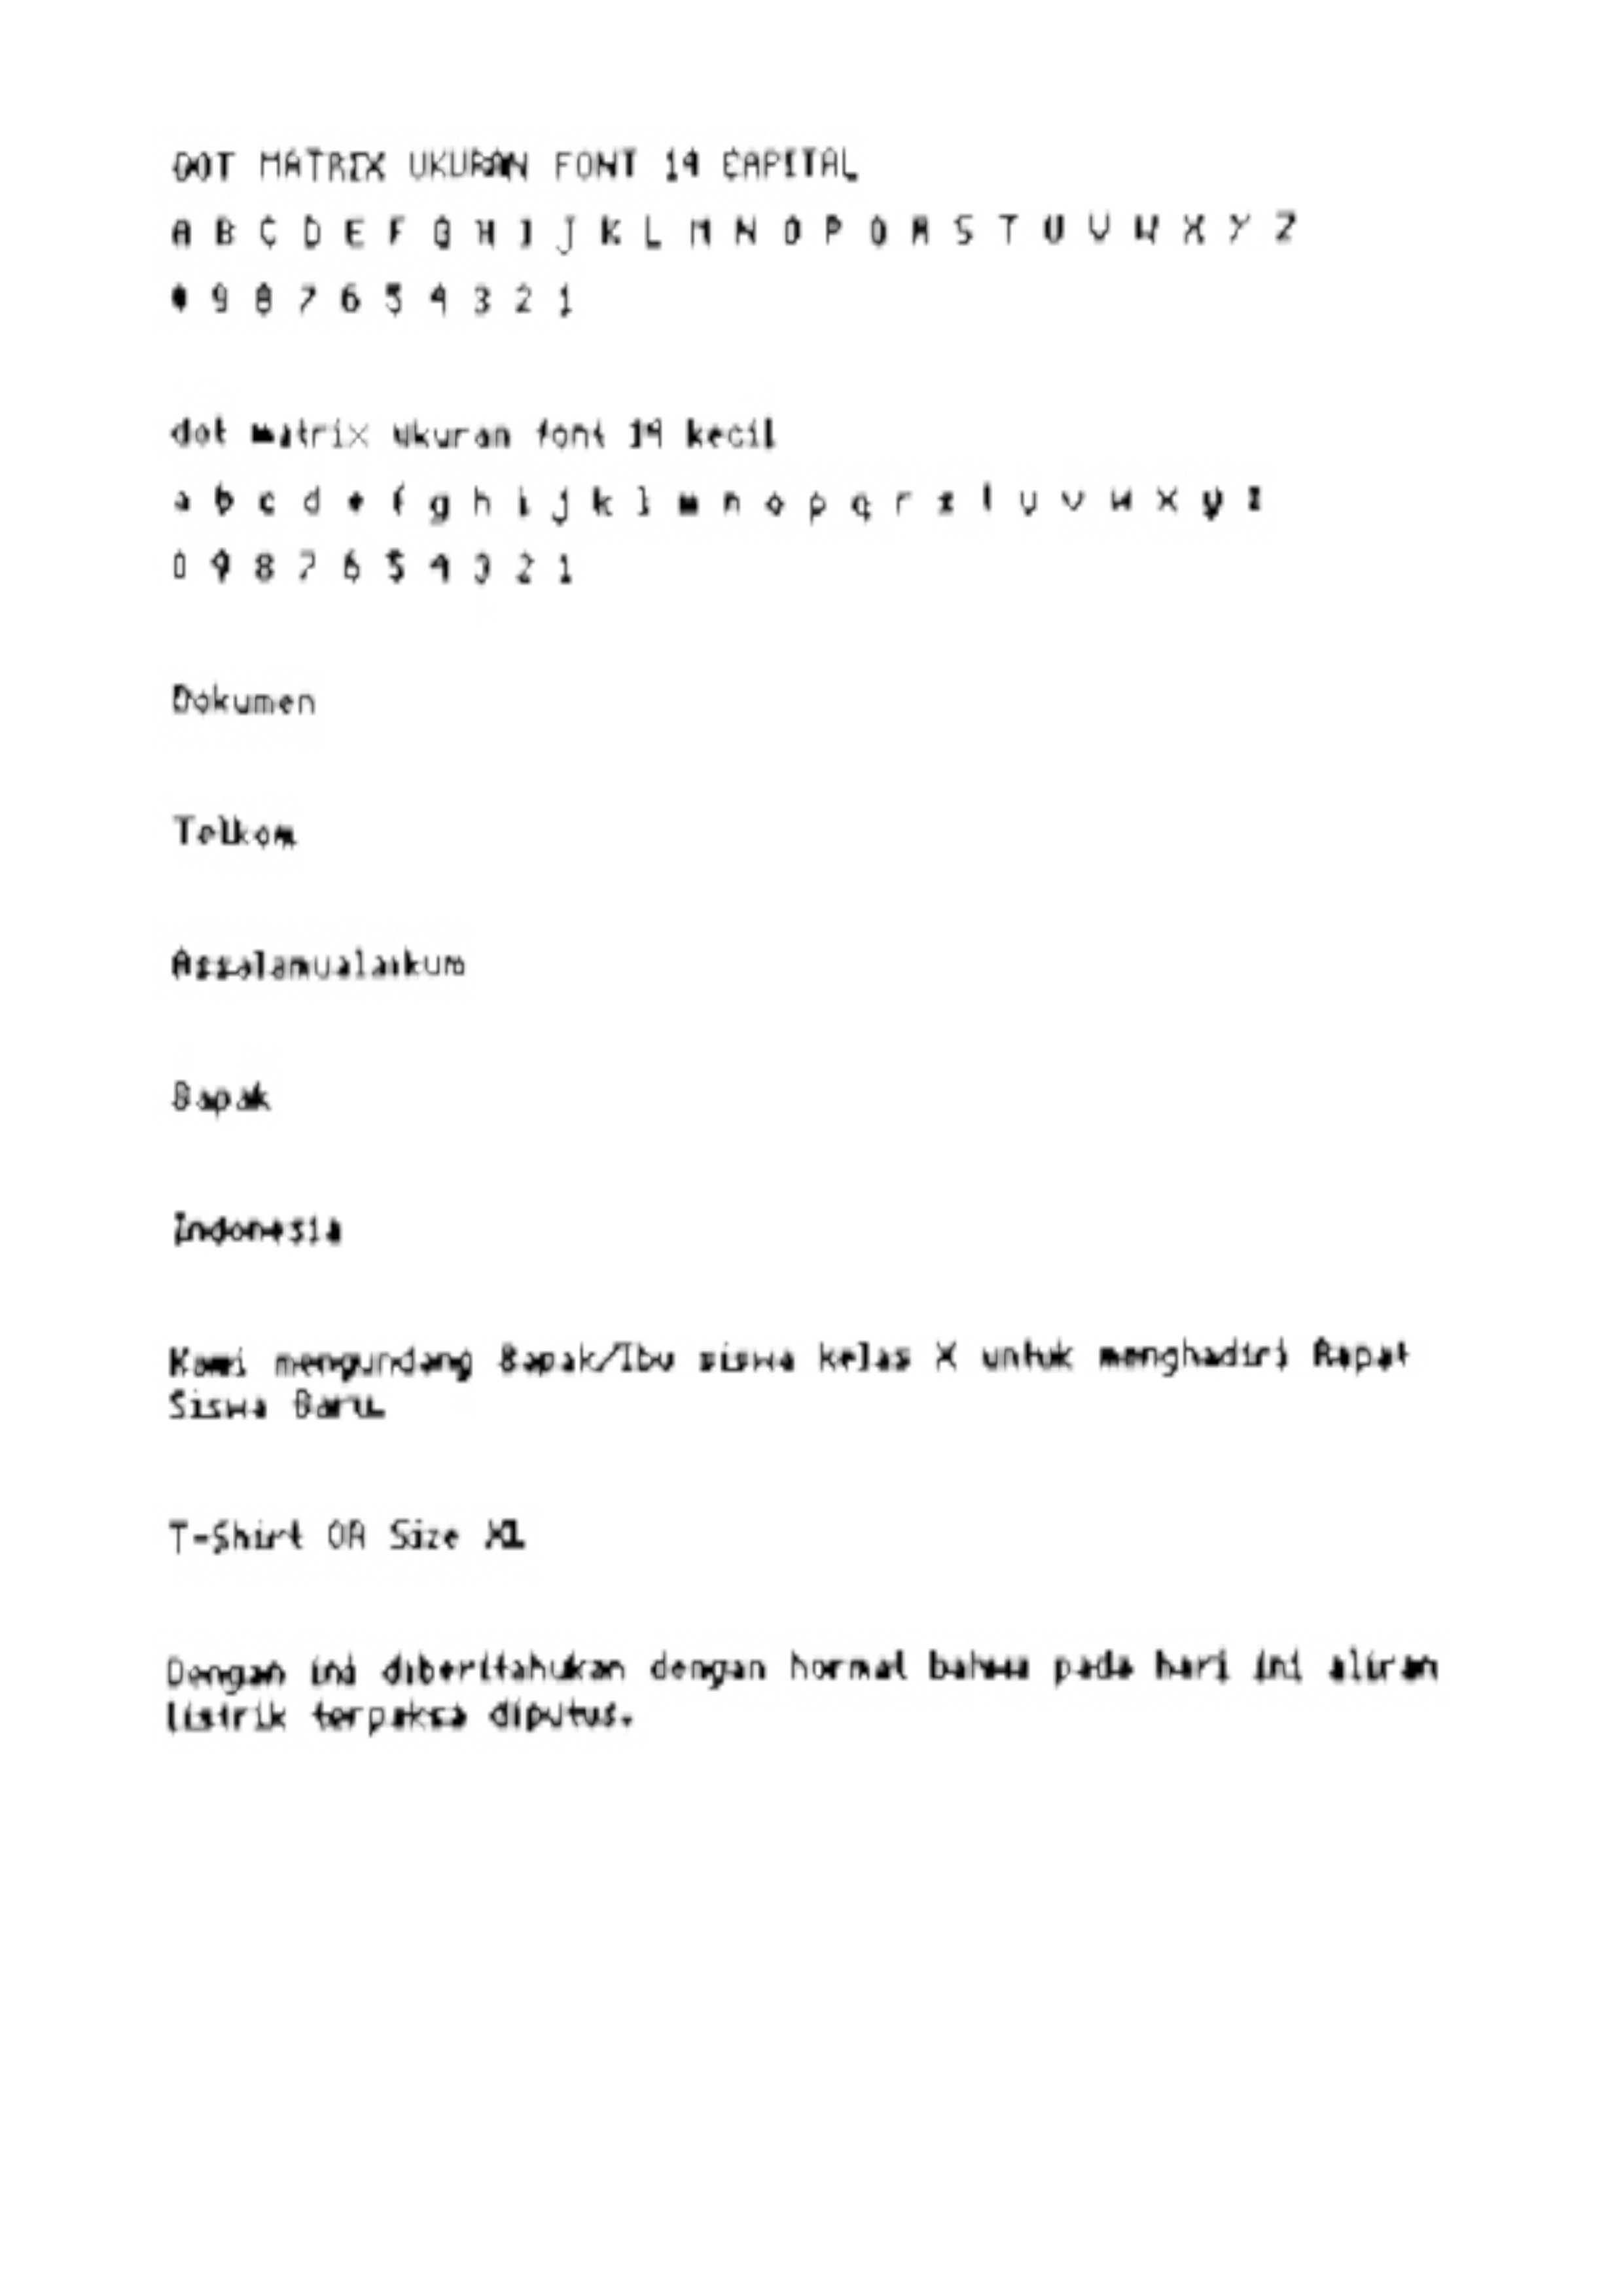 DOT MATRIX UKURAN FONT 14 CAPITAL
A B C D E F G H I J K L M N O P Q R S T U V W X Y Z
0 9 8 7 6 5 4 3 2 1
dot matrix ukuran font 14 kecil
a b c d e f g h i j k l m n o p q r s t u v w x y z
0 9 8 7 6 5 4 3 2 1
Dokumen
Telkom
Assalamualaikum
Bapak
Indonesia
Kami mengundang Bapak/Ibu siswa kelas X untuk menghadiri Rapat
Siswa Baru.
T-Shirt OR Size XL
Dengan ini diberitahukan dengan hormat bahwa pada hari ini aliran
listrik terpaksa diputus.